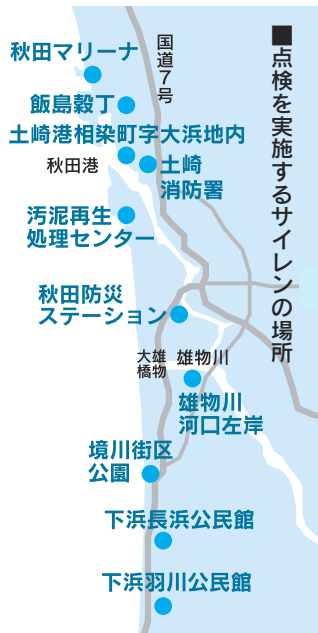 ■点検を実施するサイレンの場所
秋田マリーナ
国道7号
飯島穀丁
土崎港相染町字大浜地内
秋田港
土崎
消防署
汚泥再生
処理センター
秋田防災
ステーション
大雄
橋物
雄物川
雄物川
河口左岸
境川街区
公園
下浜長浜公民館
下浜羽川公民館